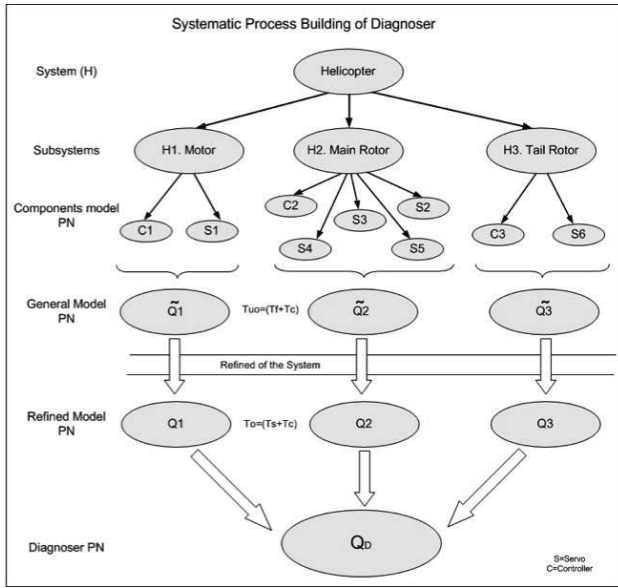 Systematic Process Building of Diagnoser
System (H)
Helicopter
Subsystems
H1. Motor
H2. Main Rotor
H3. Tail Rotor
Components model
PN
C1
S1
C2
S3
S2
S4
S5
C3
S6
General Model
PN
Q̃1
Tuo=(Tf+Tc)
Q̃2
Q̃3
Refined of the System
Refined Model
PN
Q1
To=(Ts+Tc)
Q2
Q3
Diagnoser PN
QD
S=Servo
C=Controller